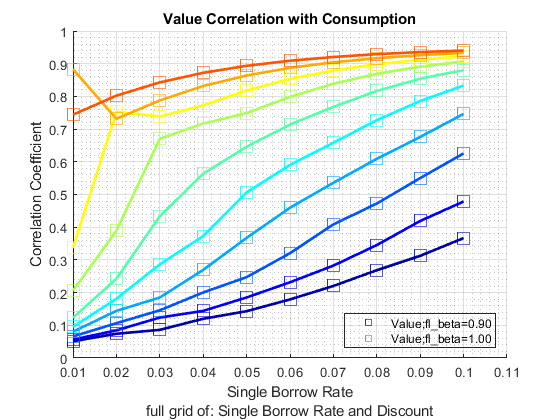 Value Correlation with Consumption
Correlation Coefficient
1
0.9
0.8
0.7
0.6
0.5
0.4
0.3
0.2
0.1
0
0.01 0.02 0.03 0.04 0.05 0.06 0.07 0.08 0.09 0.1 0.11
Value;fl_beta=0.90
Value;fl_beta=1.00
Single Borrow Rate
full grid of: Single Borrow Rate and Discount